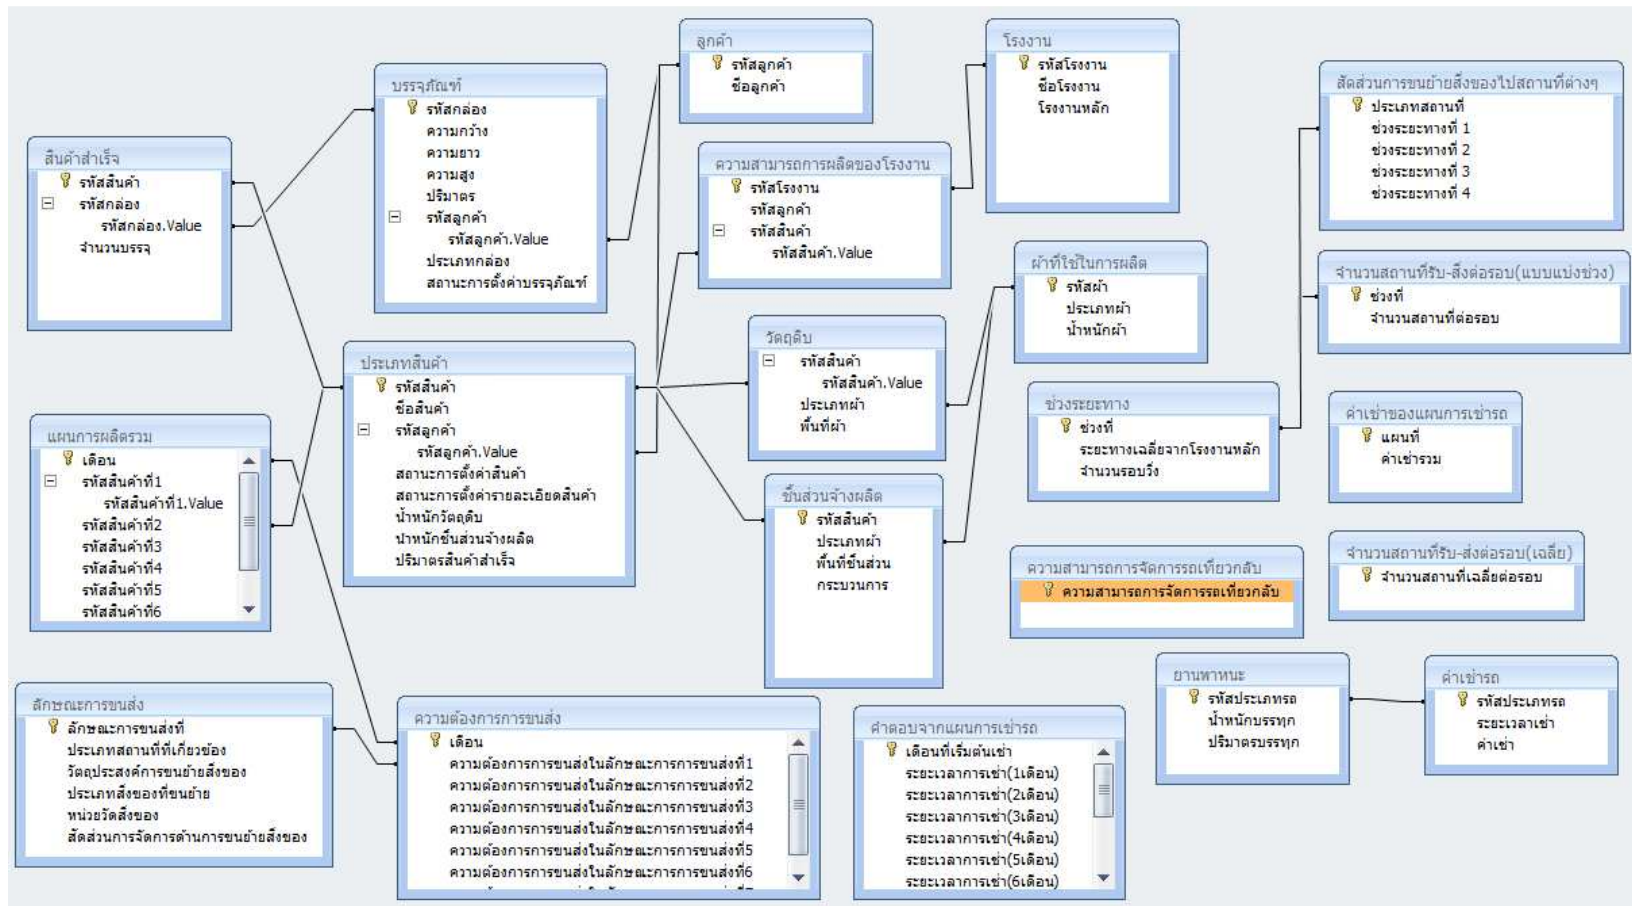 สินค้าสำเร็จ
รหัสสินค้า
รหัสกล่อง
รหัสกล่อง.Value
จำนวนบรรจุ
บรรจุภัณฑ์
รหัสกล่อง
ความกว้าง
ความยาว
ความสูง
ปริมาตร
รหัสลูกค้า
รหัสลูกค้า.Value
ประเภทกล่อง
สถานะการตั้งค่าบรรจุภัณฑ์
ลูกค้า
รหัสลูกค้า
ชื่อลูกค้า
โรงงาน
รหัสโรงงาน
ชื่อโรงงาน
โรงงานหลัก
สัดส่วนการขนย้ายสิ่งของไปสถานที่ต่างๆ
ประเภทสถานที่
ช่วงระยะทางที่ 1
ช่วงระยะทางที่ 2
ช่วงระยะทางที่ 3
ช่วงระยะทางที่ 4
ความสามารถการผลิตของโรงงาน
รหัสโรงงาน
รหัสลูกค้า
รหัสสินค้า
รหัสสินค้า.Value
ผ้าที่ใช้ในการผลิต
รหัสผ้า
ประเภทผ้า
น้ำหนักผ้า
จำนวนสถานที่รับ-ส่งต่อรอบ(แบบแบ่งช่วง)
ช่วงที่
จำนวนสถานที่ต่อรอบ
ประเภทสินค้า
รหัสสินค้า
ชื่อสินค้า
รหัสลูกค้า
รหัสลูกค้า.Value
สถานะการตั้งค่าสินค้า
สถานะการตั้งค่ารายละเอียดสินค้า
น้ำหนักวัตถุดิบ
น้ำหนักชิ้นส่วนจ้างผลิต
ปริมาตรสินค้าสำเร็จ
วัตถุดิบ
รหัสสินค้า
รหัสสินค้า.Value
ประเภทผ้า
พื้นที่ผ้า
ช่วงระยะทาง
ช่วงที่
ระยะทางเฉลี่ยจากโรงงานหลัก
จำนวนรอบวิ่ง
ค่าเช่าของแผนการเช่ารถ
แผนที่
ค่าเช่ารวม
แผนการผลิตรวม
เดือน
รหัสสินค้าที่1
รหัสสินค้าที่1.Value
รหัสสินค้าที่2
รหัสสินค้าที่3
รหัสสินค้าที่4
รหัสสินค้าที่5
รหัสสินค้าที่6
ชิ้นส่วนจ้างผลิต
รหัสสินค้า
ประเภทผ้า
พื้นที่ชิ้นส่วน
กระบวนการ
ความสามารถการจัดการรถเที่ยวกลับ
ความสามารถการจัดการรถเที่ยวกลับ
จำนวนสถานที่รับ-ส่งต่อรอบ(เฉลี่ย)
จำนวนสถานที่เฉลี่ยต่อรอบ
ลักษณะการขนส่ง
ลักษณะการขนส่งที่
ประเภทสถานที่ที่เกี่ยวข้อง
วัตถุประสงค์การขนย้ายสิ่งของ
ประเภทสิ่งของที่ขนย้าย
หน่วยวัดสิ่งของ
สัดส่วนการจัดการด้านการขนย้ายสิ่งของ
ความต้องการการขนส่ง
เดือน
ความต้องการการขนส่งในลักษณะการการขนส่งที่1
ความต้องการการขนส่งในลักษณะการการขนส่งที่2
ความต้องการการขนส่งในลักษณะการการขนส่งที่3
ความต้องการการขนส่งในลักษณะการการขนส่งที่4
ความต้องการการขนส่งในลักษณะการการขนส่งที่5
ความต้องการการขนส่งในลักษณะการการขนส่งที่6
คำตอบจากแผนการเช่ารถ
เดือนที่เริ่มต้นเช่า
ระยะเวลาการเช่า(1เดือน)
ระยะเวลาการเช่า(2เดือน)
ระยะเวลาการเช่า(3เดือน)
ระยะเวลาการเช่า(4เดือน)
ระยะเวลาการเช่า(5เดือน)
ระยะเวลาการเช่า(6เดือน)
ยานพาหนะ
รหัสประเภทรถ
น้ำหนักบรรทุก
ปริมาตรบรรทุก
ค่าเช่ารถ
รหัสประเภทรถ
ระยะเวลาเช่า
ค่าเช่า